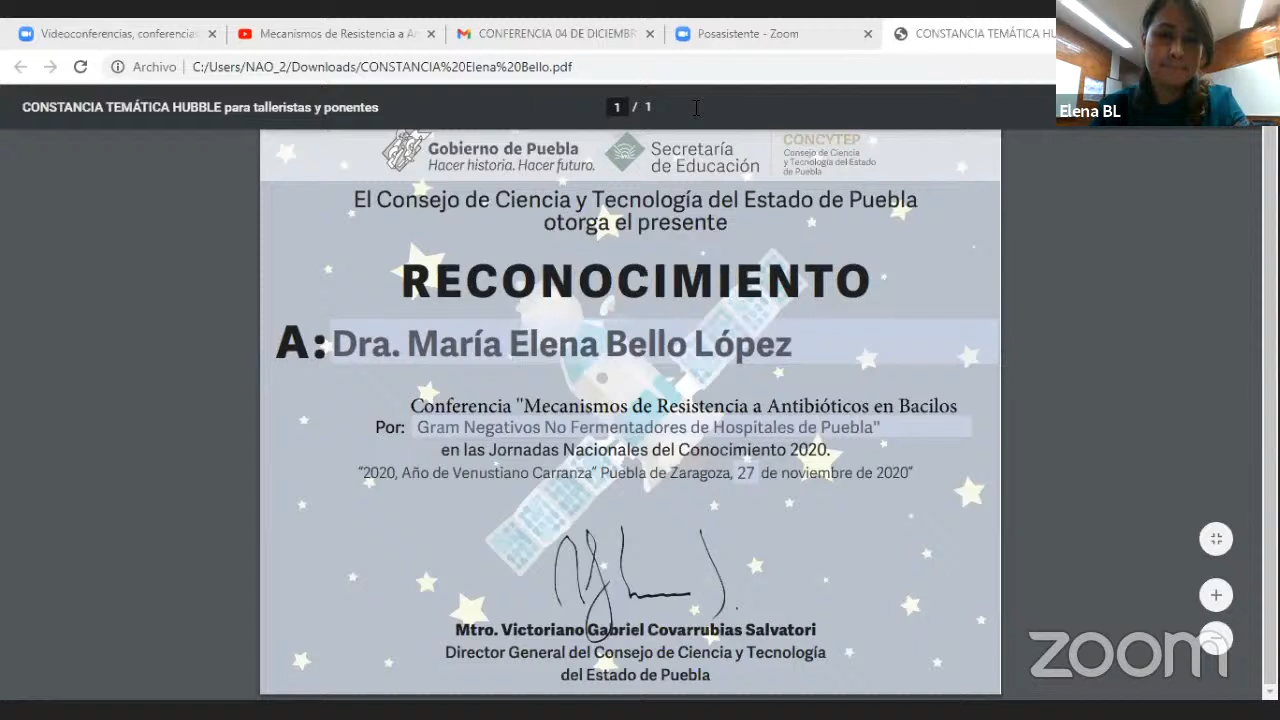 Videoconferencias, conferencia
Mecanismos de Resistencia a A
CONFERENCIA 04 DE DICIEMBR
Posasistente - Zoom
CONSTANCIA TEMÁTICA HU
Archivo
C:/Users/NAO_2/Downloads/CONSTANCIA%20Elena%20Bello.pdf
Elena BL
CONSTANCIA TEMÁTICA HUBBLE para talleristas y ponentes
1 / 1
Gobierno de Puebla
Hacer historia. Hacer futuro.
Secretaría
de Educación
CONCYTEP
Consejo de Ciencia
y Tecnología del Estado
de Puebla
El Consejo de Ciencia y Tecnología del Estado de Puebla
otorga el presente
RECONOCIMIENTO
A: Dra. María Elena Bello López
Conferencia "Mecanismos de Resistencia a Antibióticos en Bacilos
Por: Gram Negativos No Fermentadores de Hospitales de Puebla"
en las Jornadas Nacionales del Conocimiento 2020.
“2020, Año de Venustiano Carranza” Puebla de Zaragoza, 27 de noviembre de 2020”
Mtro. Victoriano Gabriel Covarrubias Salvatori
Director General del Consejo de Ciencia y Tecnología
del Estado de Puebla
zoom